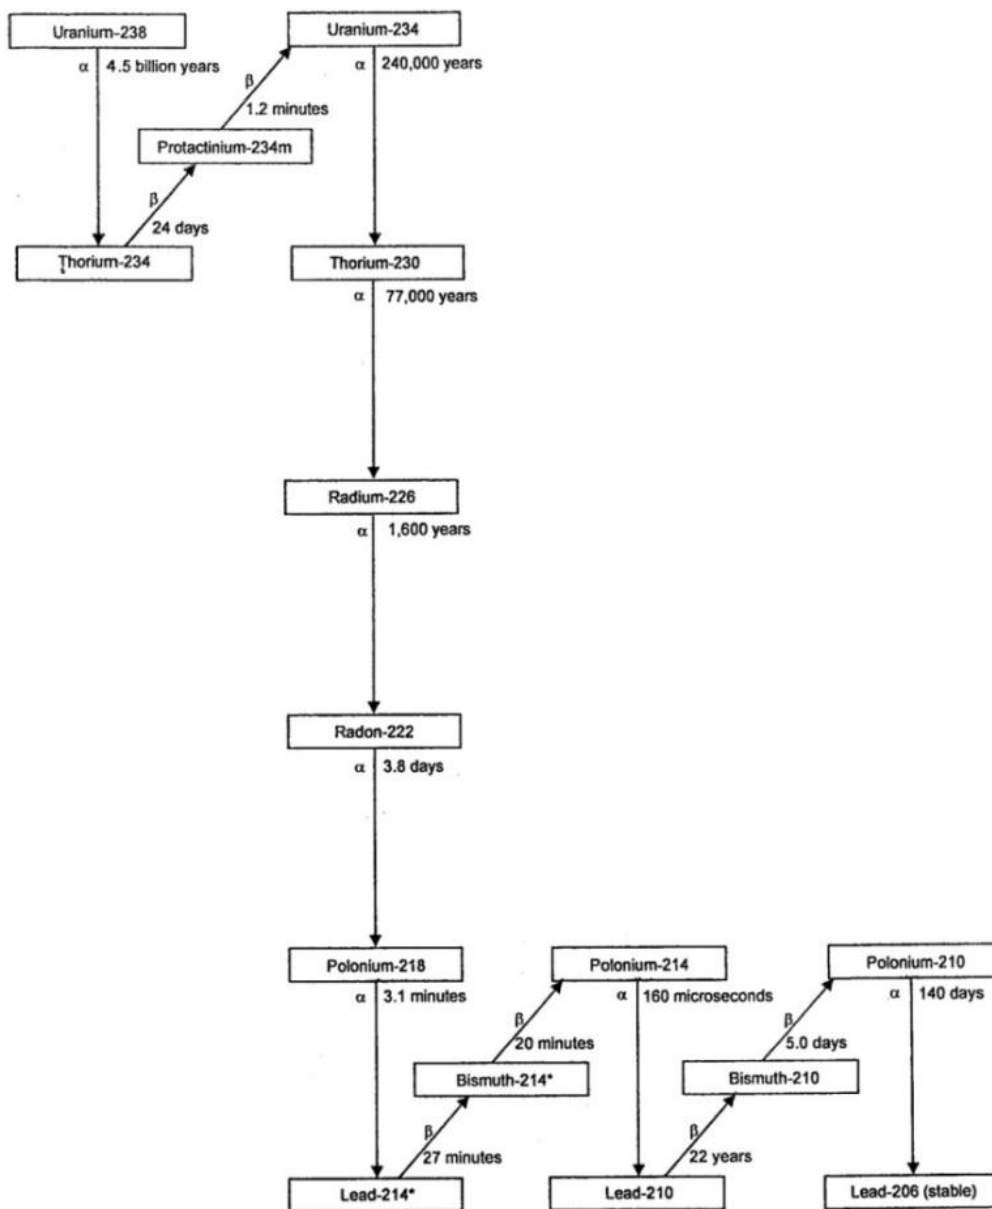 Uranium-238
Uranium-234
α 4.5 billion years
α 240,000 years
β
1.2 minutes
Protactinium-234m
β
24 days
Thorium-234
Thorium-230
α 77,000 years
Radium-226
α 1,600 years
Radon-222
α 3.8 days
Polonium-218
Polonium-214
Polonium-210
α 3.1 minutes
α 160 microseconds
α 140 days
β
20 minutes
β
5.0 days
Bismuth-214*
Bismuth-210
β
27 minutes
β
22 years
Lead-214*
Lead-210
Lead-206 (stable)